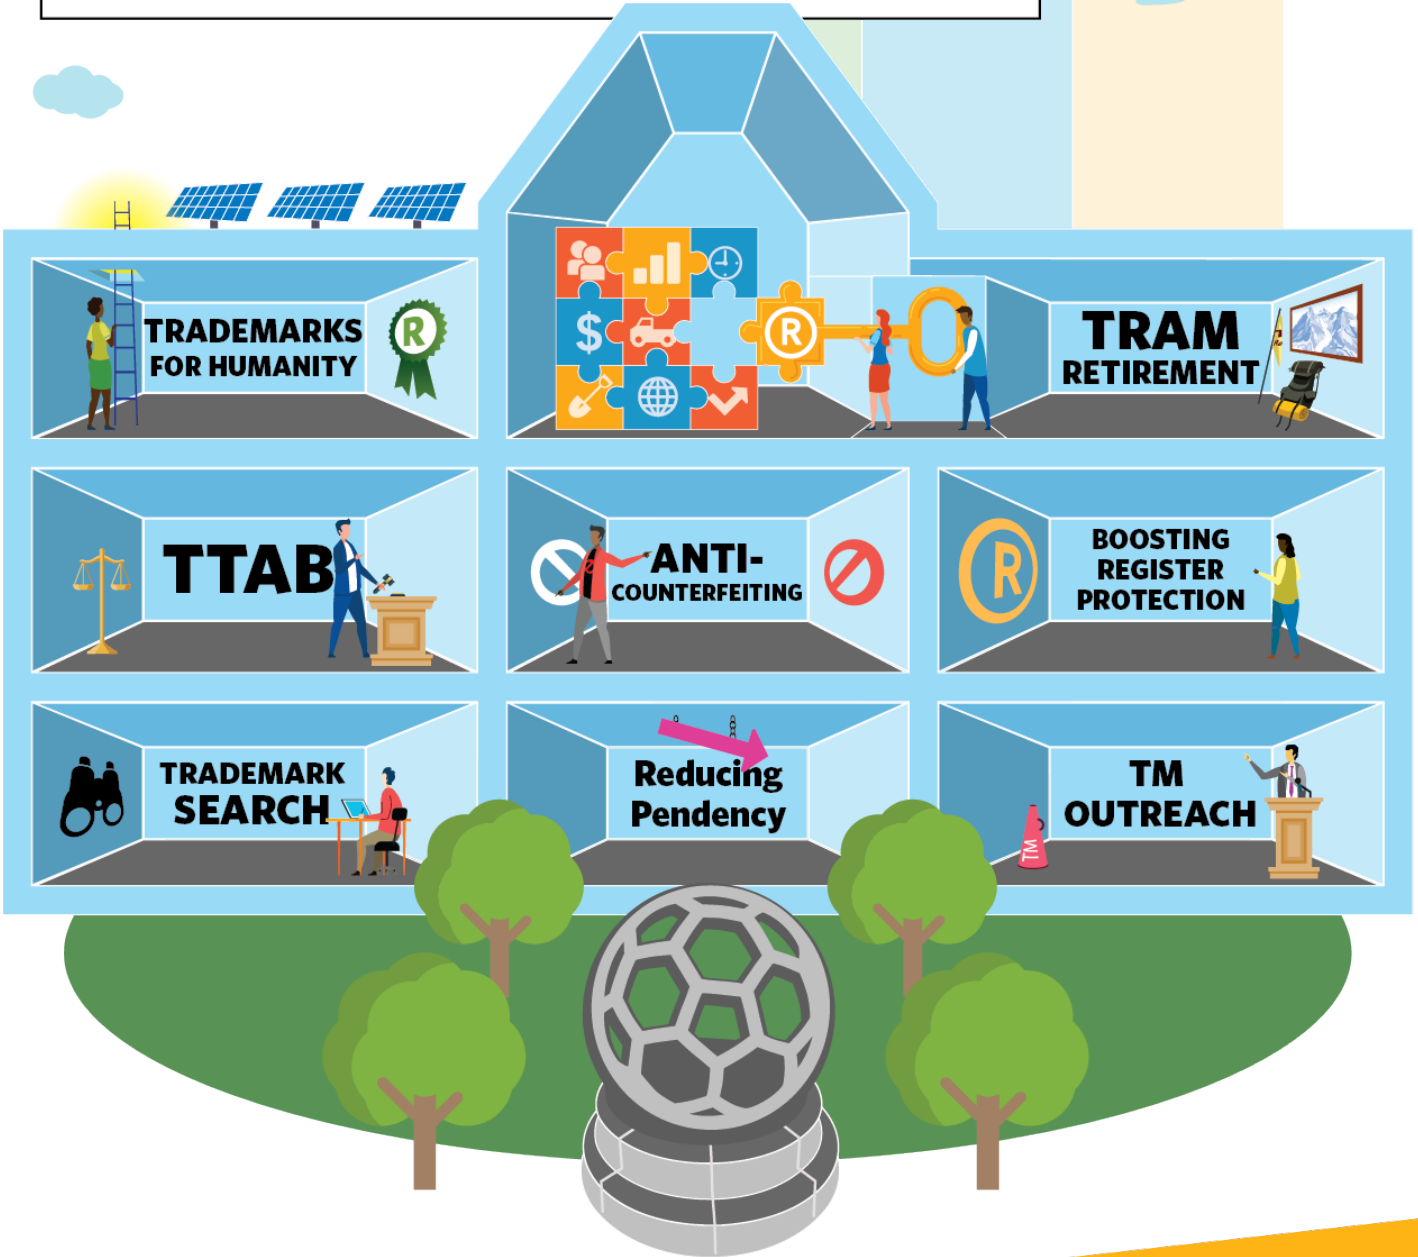 TRADEMARKS
FOR HUMANITY
R
$
R
TRAM
RETIREMENT
TTAB
ANTI-
COUNTERFEITING
R
BOOSTING
REGISTER
PROTECTION
TRADEMARK
SEARCH
Reducing
Pendency
TM
OUTREACH
TM